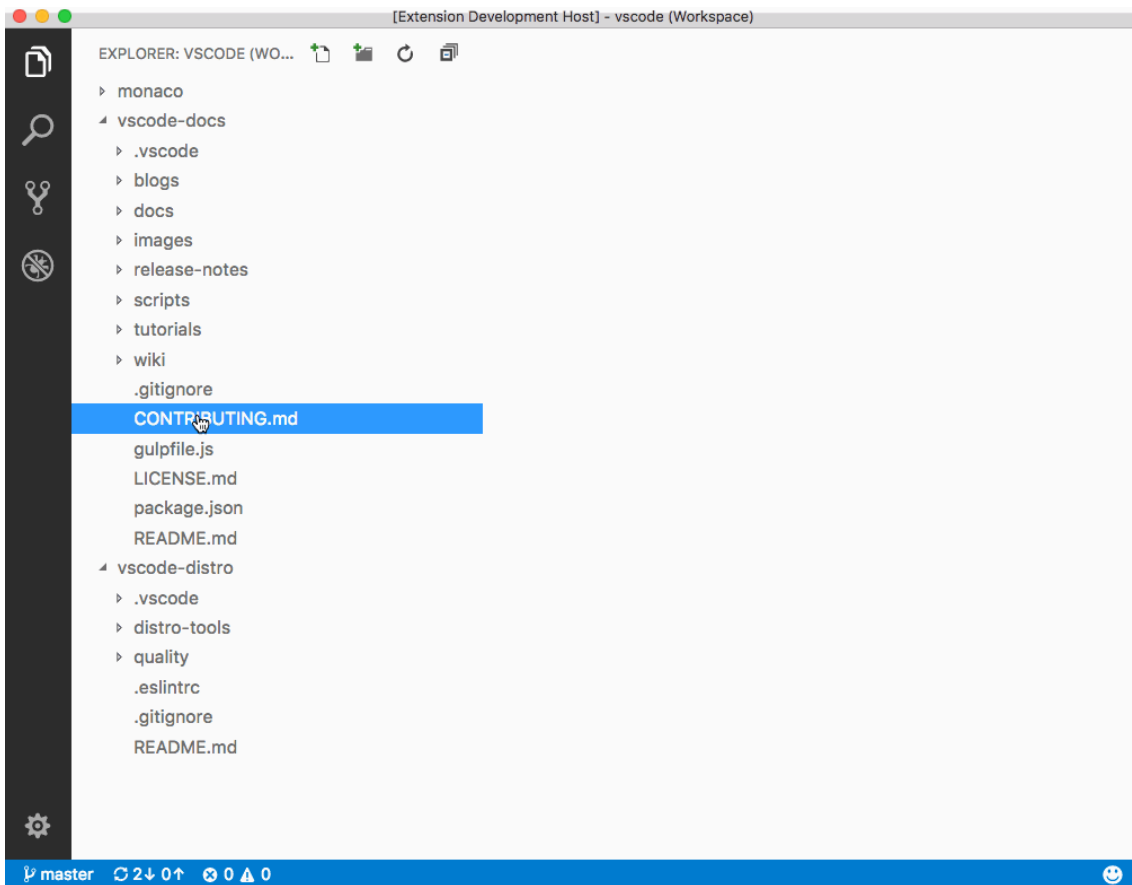 [Extension Development Host] - vscode (Workspace)
EXPLORER: VSCODE (WO...
monaco
vscode-docs
.vscode
blogs
docs
images
release-notes
scripts
tutorials
wiki
.gitignore
CONTRIBUTING.md
gulpfile.js
LICENSE.md
package.json
README.md
vscode-distro
.vscode
distro-tools
quality
.eslintrc
.gitignore
README.md
master 2↓ 0↑ 0 0